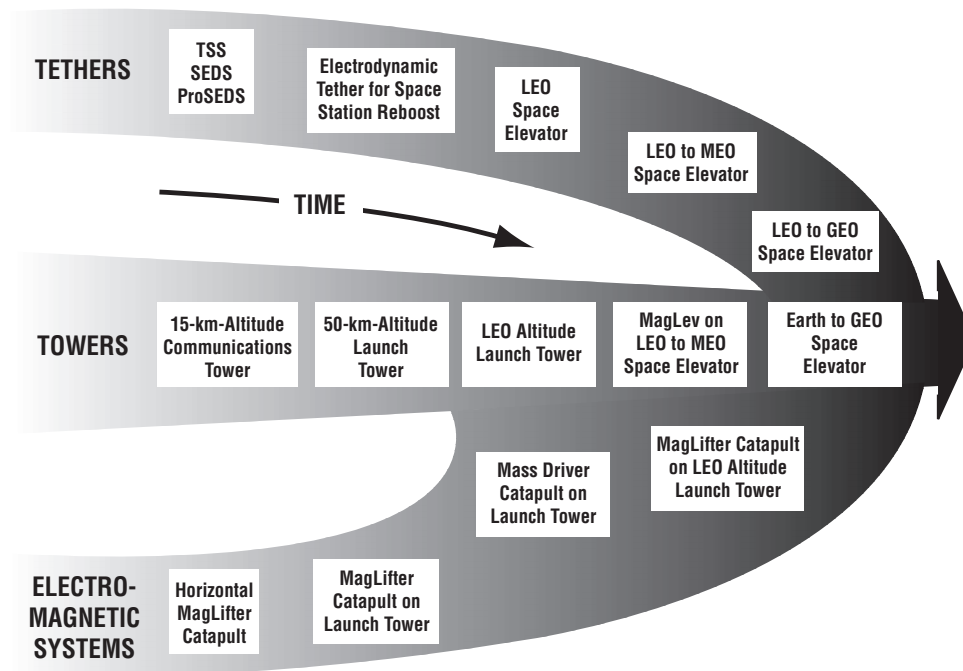 TETHERS
TSS
SEDS
ProSEDS
Electrodynamic
Tether for Space
Station Reboost
LEO
Space
Elevator
LEO to MEO
Space Elevator
LEO to GEO
Space Elevator
TIME
TOWERS
15-km-Altitude
Communications
Tower
50-km-Altitude
Launch
Tower
LEO Altitude
Launch Tower
MagLev on
LEO to MEO
Space Elevator
Earth to GEO
Space
Elevator
ELECTRO-
MAGNETIC
SYSTEMS
Horizontal
MagLifter
Catapult
MagLifter
Catapult on
Launch Tower
Mass Driver
Catapult on
Launch Tower
MagLifter Catapult
on LEO Altitude
Launch Tower